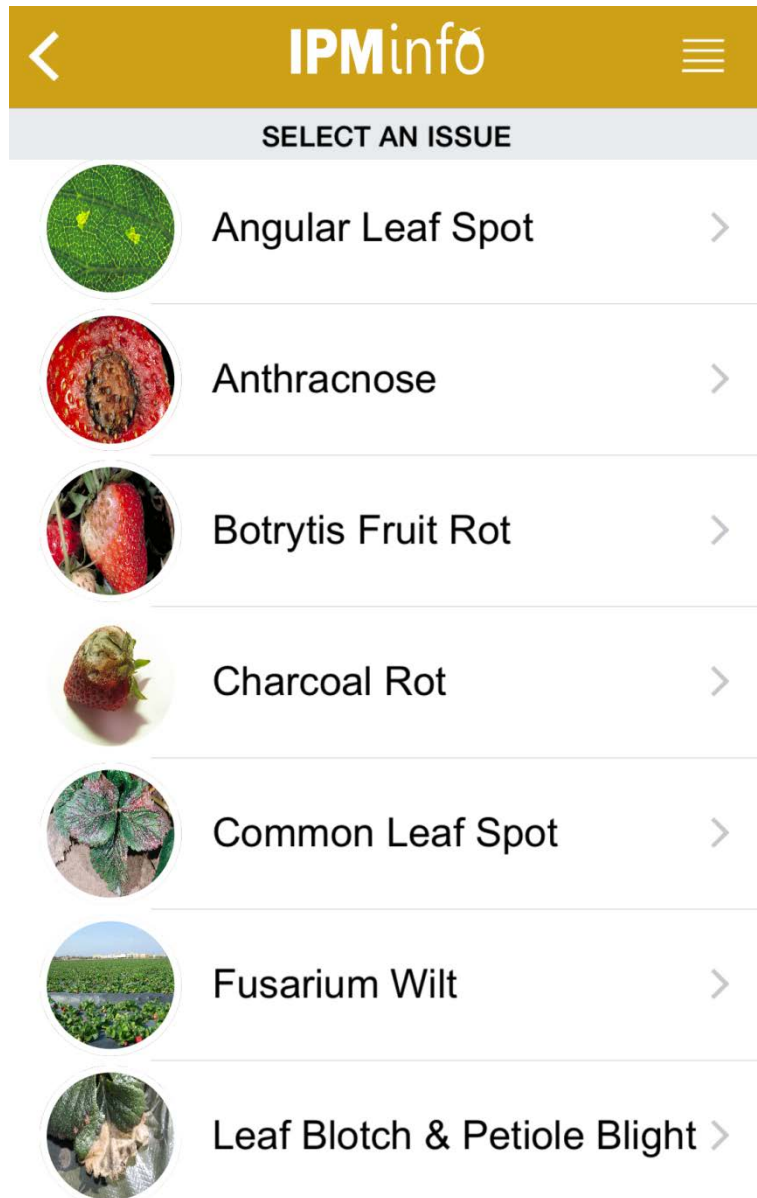 IPMinfo
SELECT AN ISSUE
Angular Leaf Spot
Anthracnose
Botrytis Fruit Rot
Charcoal Rot
Common Leaf Spot
Fusarium Wilt
Leaf Blotch & Petiole Blight